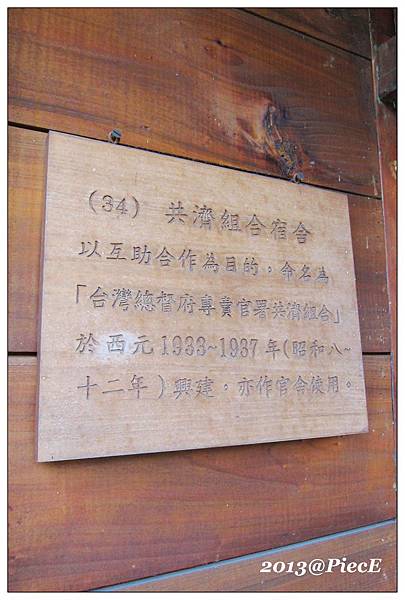 (34) 共濟組合宿舍
以互助合作為目的，命名為
「台灣總督府專賣官署共濟組合」
於西元1933~1937年(昭和八~
十二年)興建，亦作官舍使用。
2013@PiecE